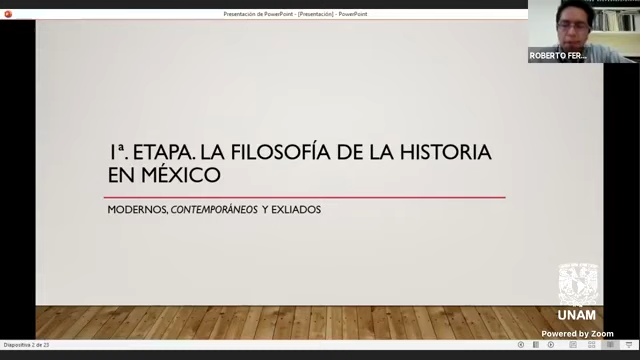 Presentación de PowerPoint - [Presentación] - PowerPoint
ROBERTO FER...
1ª. ETAPA. LA FILOSOFÍA DE LA HISTORIA
EN MÉXICO
MODERNOS, CONTEMPORÁNEOS Y EXLIADOS
UNAM
Powered by Zoom
Diapositiva 2 de 23